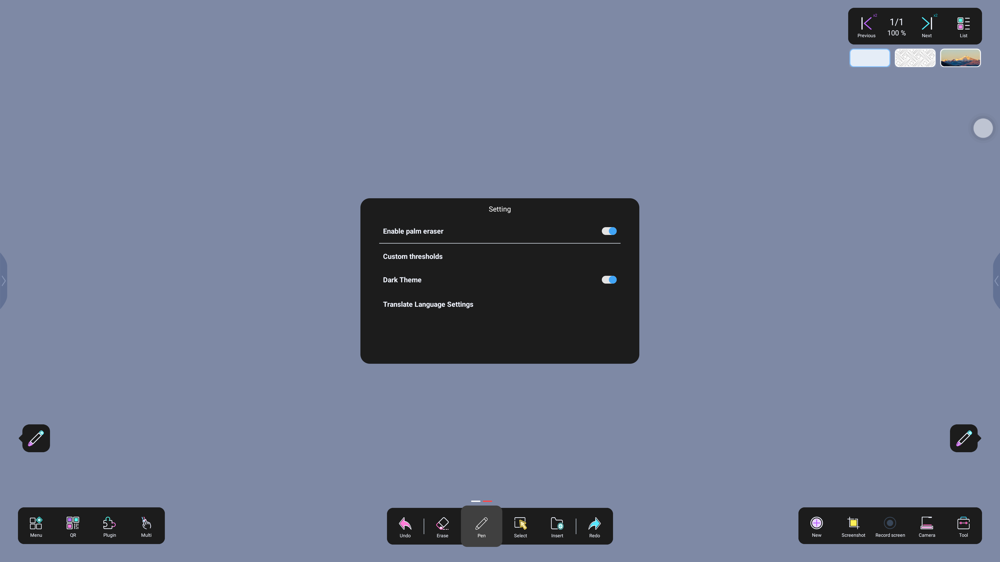 x2
x2
1/1
100 %
Previous
Next
List
Setting
Enable palm eraser
Custom thresholds
Dark Theme
Translate Language Settings
Menu
QR
Plugin
Multi
Undo
Erase
Pen
Select
Insert
Redo
New
Screenshot
Record screen
Camera
Tool